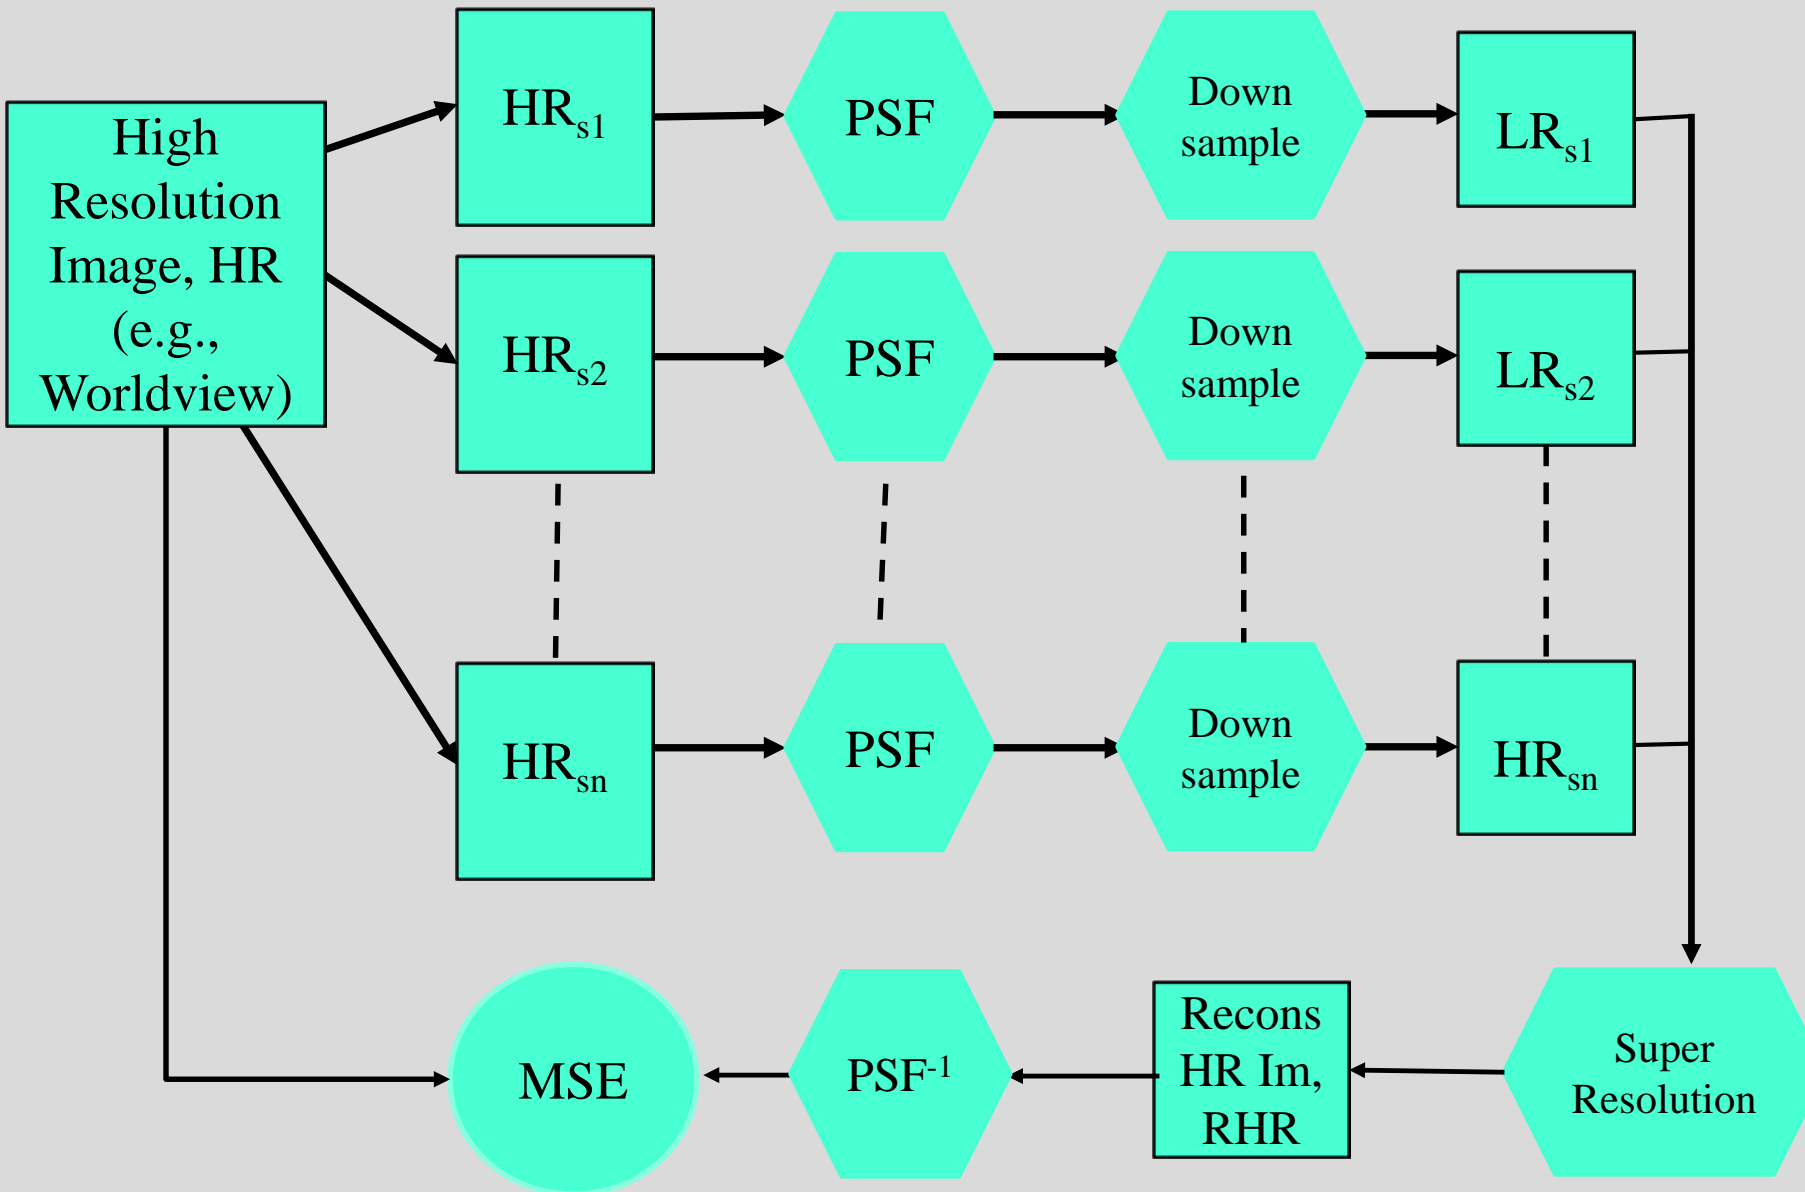 High
Resolution
Image, HR
(e.g.,
Worldview)
HRs1
PSF
Down
sample
LRs1
HRs2
PSF
Down
sample
LRs2
HRsn
PSF
Down
sample
HRsn
MSE
PSF-1
Recons
HR Im,
RHR
Super
Resolution